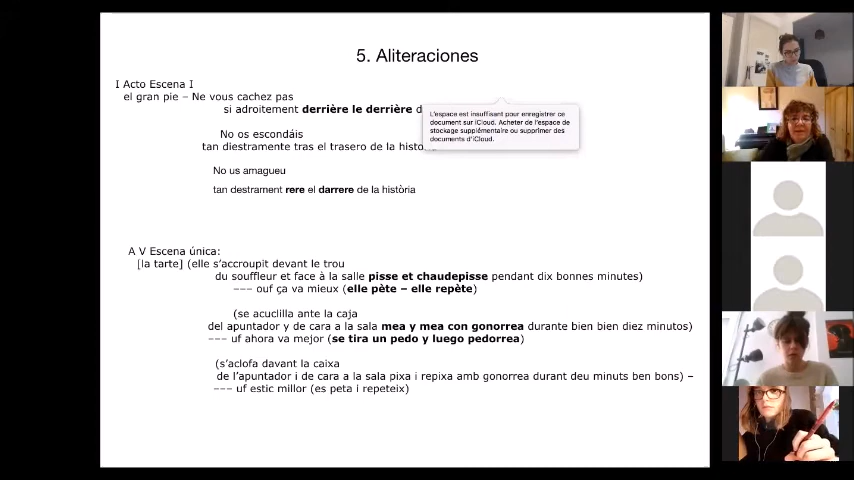 5. Aliteraciones
I Acto Escena I
el gran pie – Ne vous cachez pas
si adroitement derrière le derrière d
L'espace est insuffisant pour enregistrer ce
document sur iCloud. Acheter de l'espace de
stockage supplémentaire ou supprimer des
documents d'iCloud.
No os escondáis
tan diestramente tras el trasero de la historia
No us amagueu
tan destrament rere el darrere de la història
A V Escena única:
[la tarte] (elle s'accroupit devant le trou
du souffleur et face à la salle pisse et chaudepisse pendant dix bonnes minutes)
––– ouf ça va mieux (elle pète – elle repète)
(se acuclilla ante la caja
del apuntador y de cara a la sala mea y mea con gonorrea durante bien bien diez minutos)
––– uf ahora va mejor (se tira un pedo y luego pedorrea)
(s'aclofa davant la caixa
de l'apuntador i de cara a la sala pixa i repixa amb gonorrea durant deu minuts ben bons) –
––– uf estic millor (es peta i repeteix)